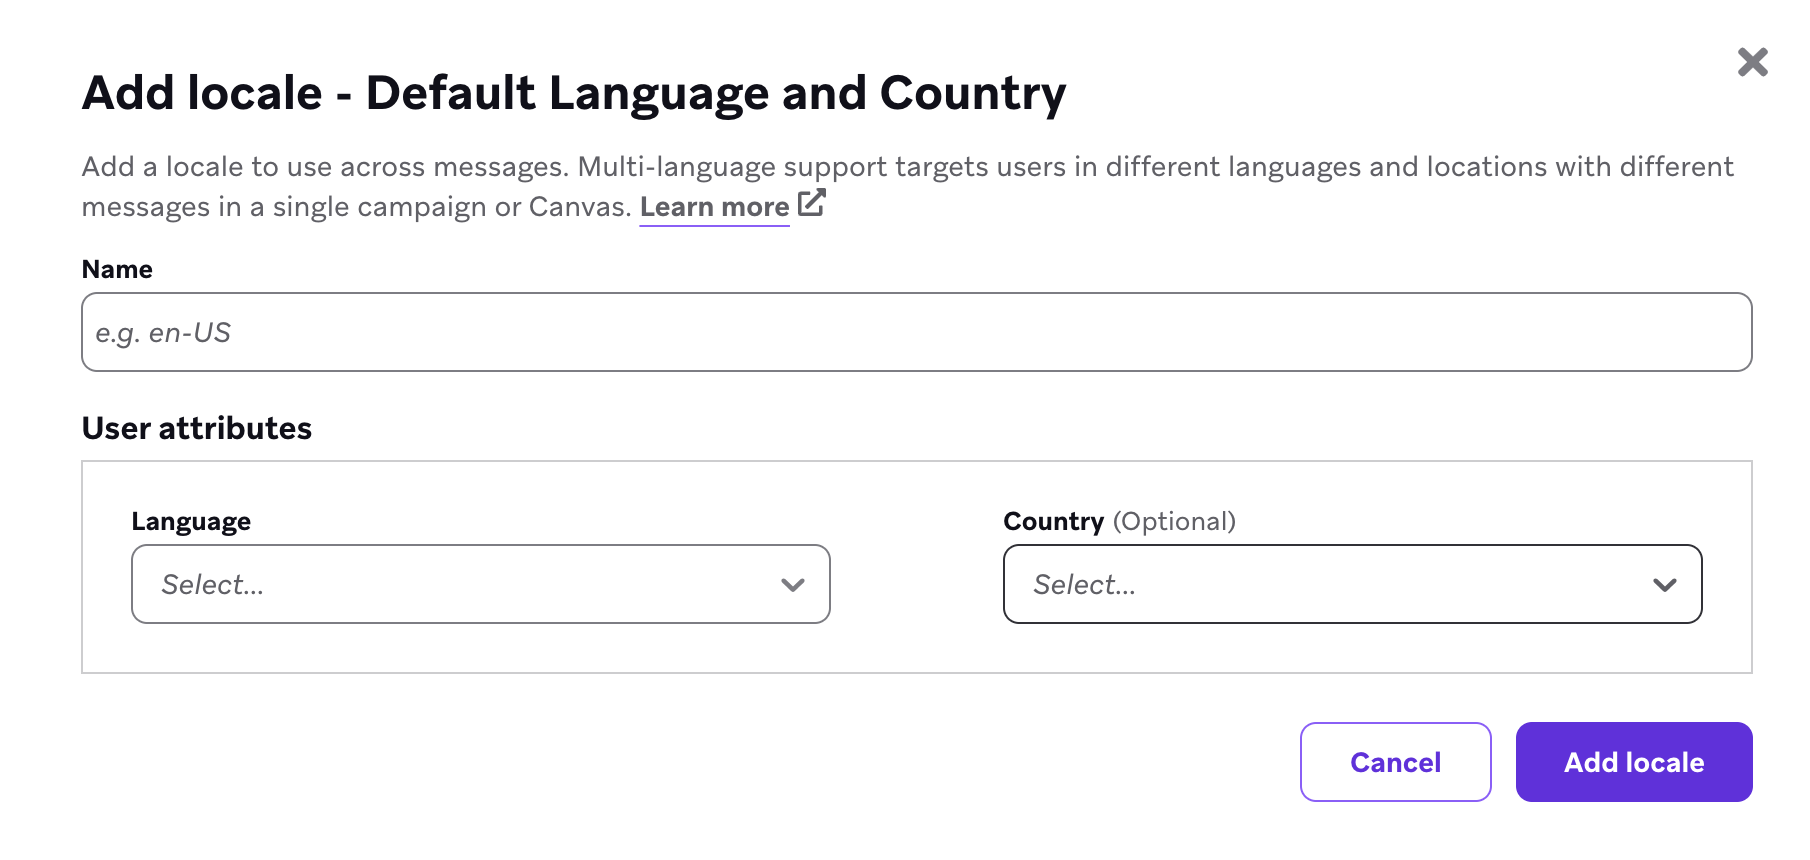 Add locale - Default Language and Country
Add a locale to use across messages. Multi-language support targets users in different languages and locations with different
messages in a single campaign or Canvas. Learn more
Name
e.g. en-US
User attributes
Language
Country (Optional)
Select...
Select...
Cancel
Add locale